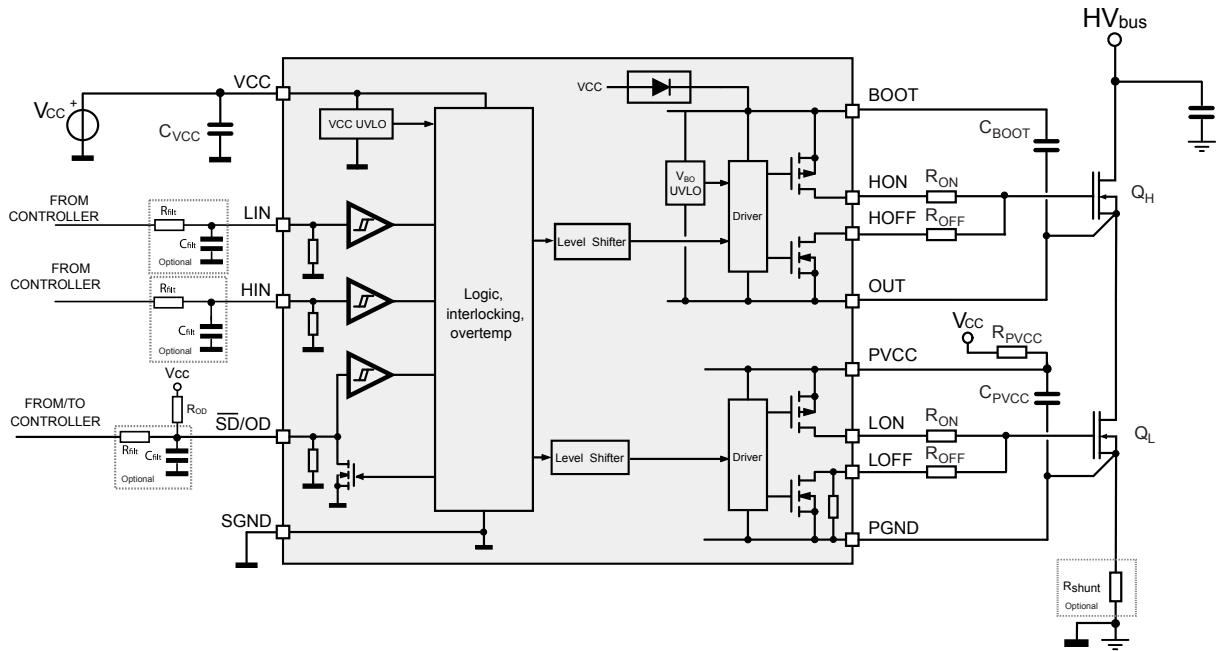 HVbus
VCC
VCC
CVCC
VCC UVLO
VCC
BOOT
CBOOT
VBO
UVLO
Driver
HON
RON
QH
HOFF
ROFF
FROM
CONTROLLER
Rfilt
LIN
Cfilt
Optional
Level Shifter
FROM
CONTROLLER
Rfilt
HIN
Cfilt
Optional
Logic,
interlocking,
overtemp
OUT
VCC
RPVCC
PVCC
CPVCC
Vcc
ROD
FROM/TO
CONTROLLER
SD/OD
Rfilt
Cfilt
Optional
Level Shifter
Driver
LON
RON
QL
LOFF
ROFF
SGND
PGND
Rshunt
Optional